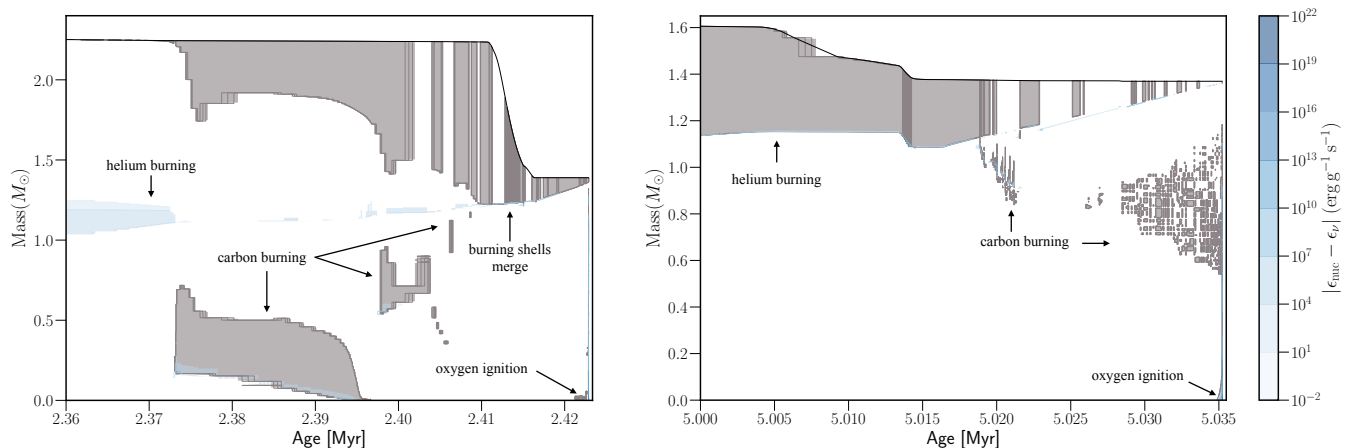 2.0
1.5
1.0
0.5
0.0
Mass(M⊙)
2.36
2.37
2.38
2.39
2.40
2.41
2.42
Age [Myr]
helium burning
carbon burning
burning shells
merge
oxygen ignition
1.6
1.4
1.2
1.0
0.8
0.6
0.4
0.2
0.0
Mass(M⊙)
5.000
5.005
5.010
5.015
5.020
5.025
5.030
5.035
Age [Myr]
helium burning
carbon burning
oxygen ignition
10²²
10¹⁹
10¹⁶
10¹³
10¹⁰
10⁷
10⁴
10¹
10⁻²
|ϵnuc − ϵν| (erg g⁻¹ s⁻¹)